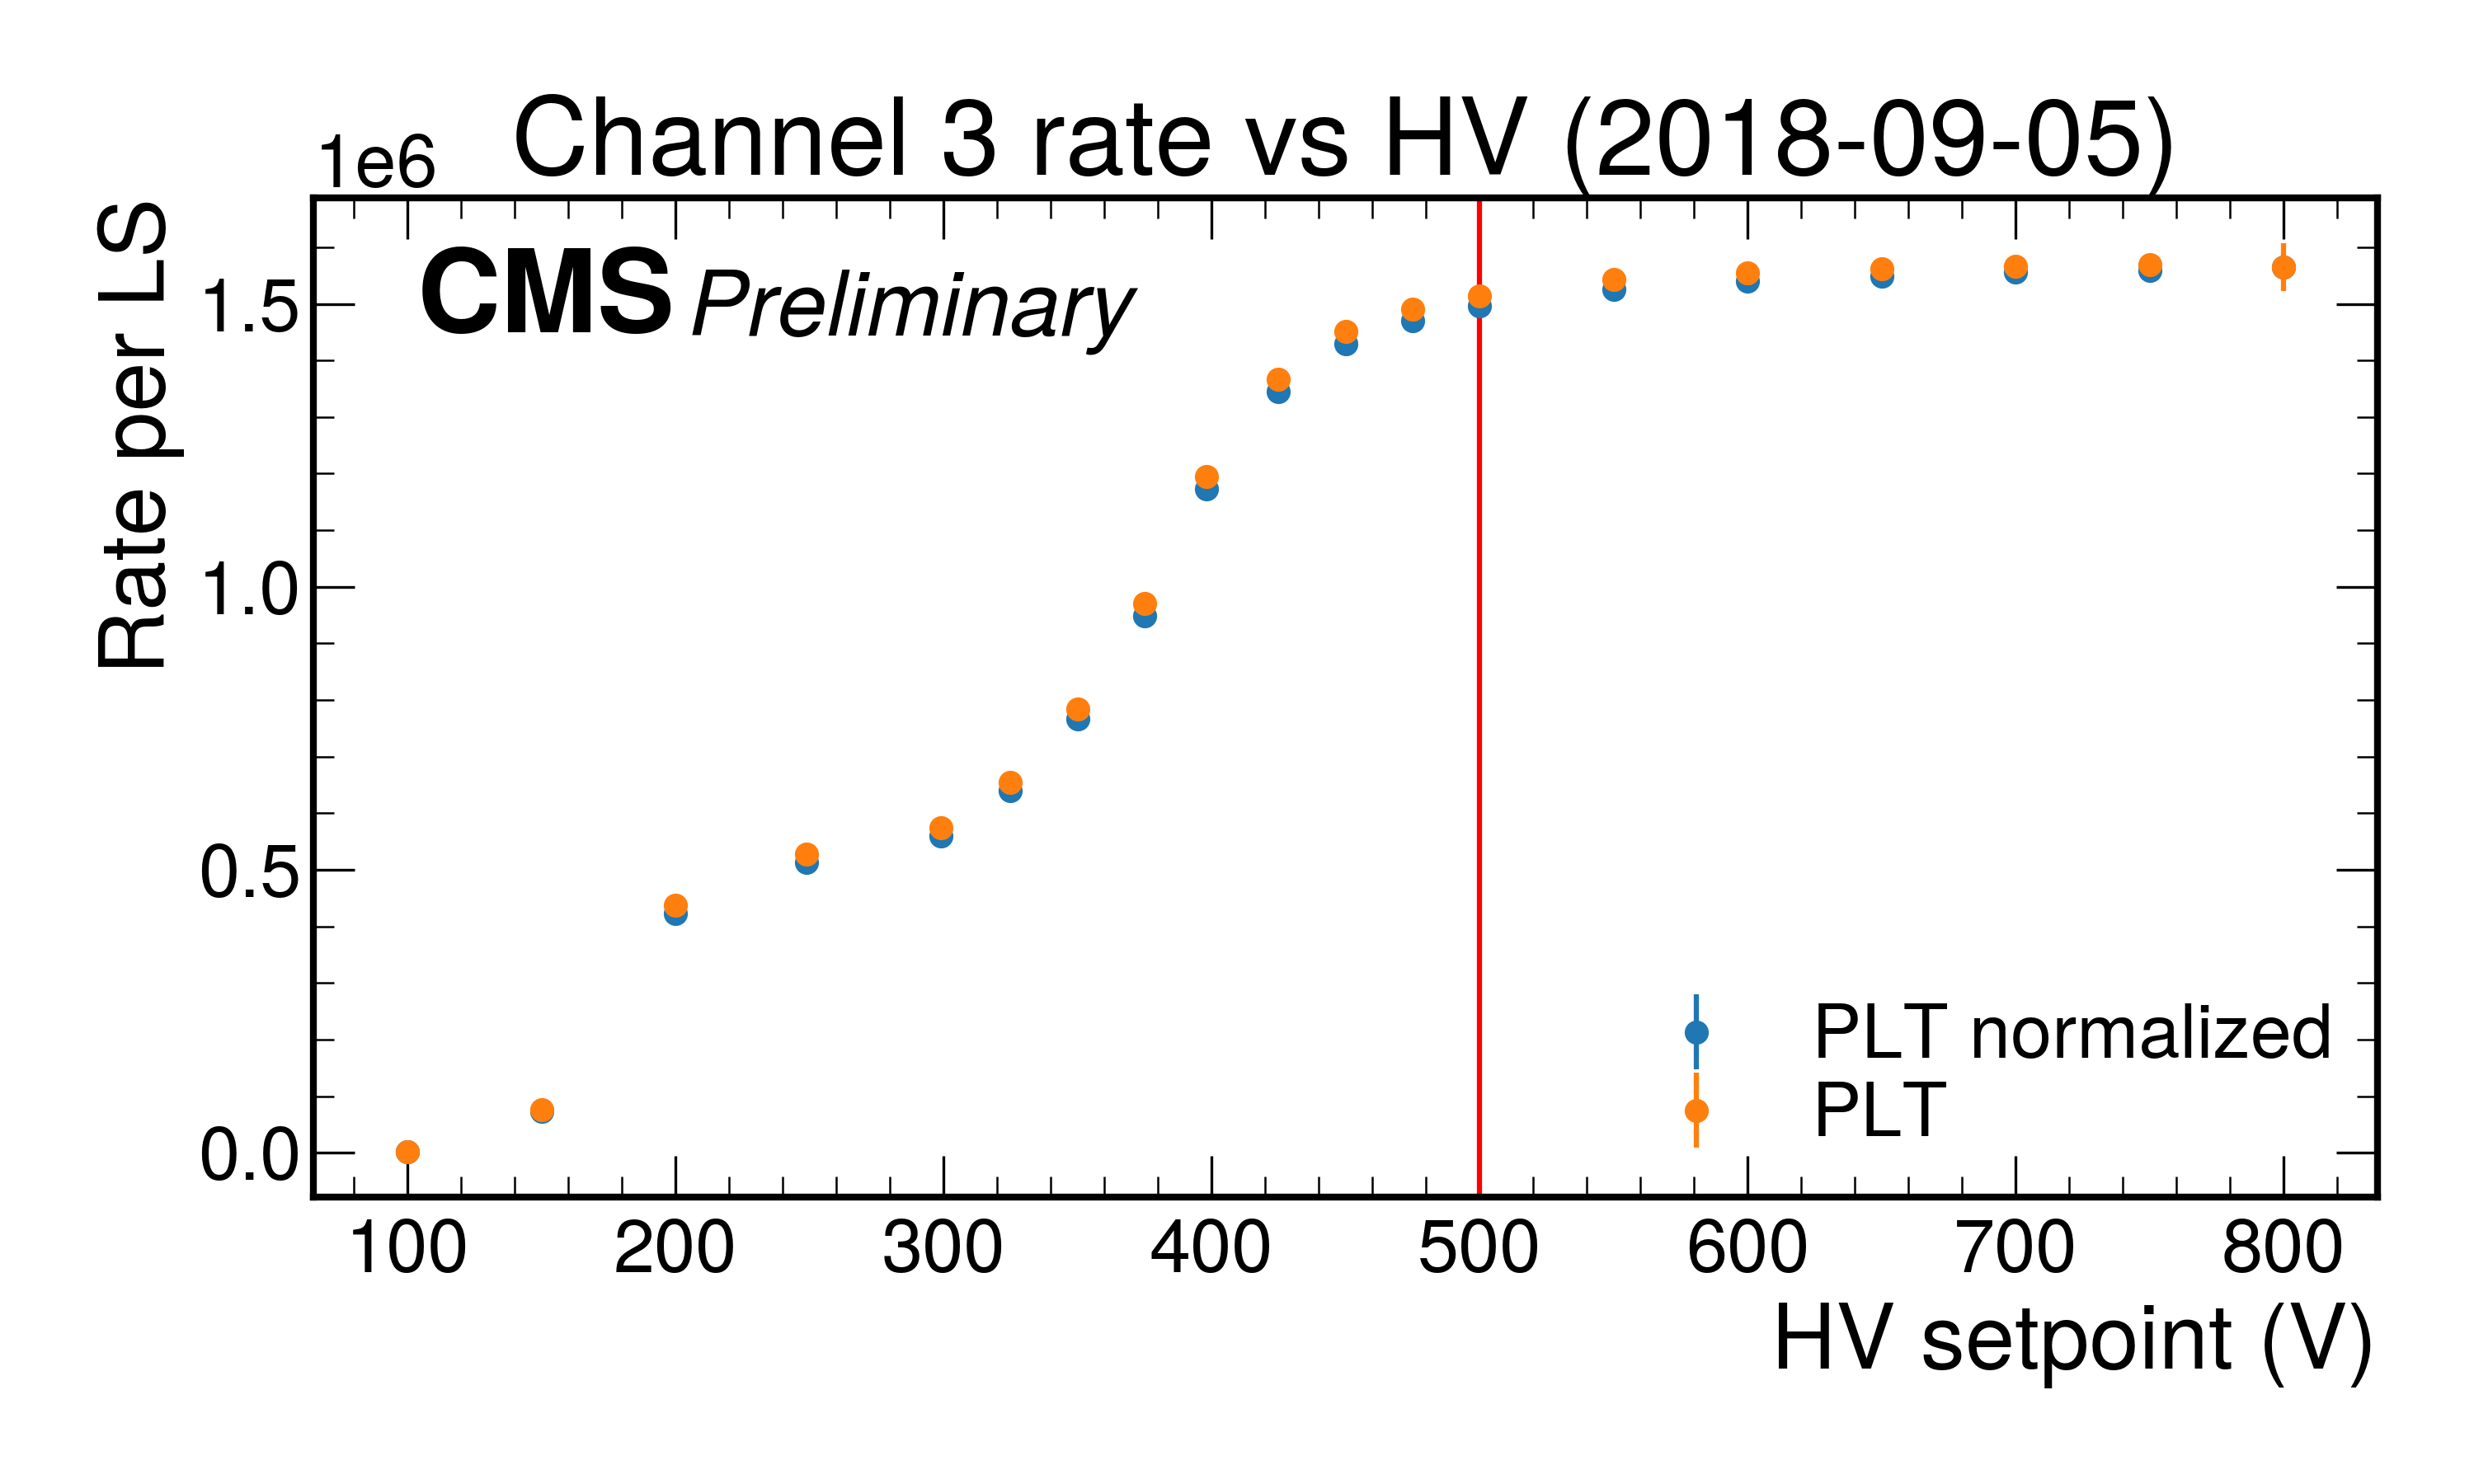 Channel 3 rate vs HV (2018-09-05)
1e6
CMS Preliminary
Rate per LS
1.5
1.0
0.5
0.0
PLT normalized
PLT
100 200 300 400 500 600 700 800
HV setpoint (V)